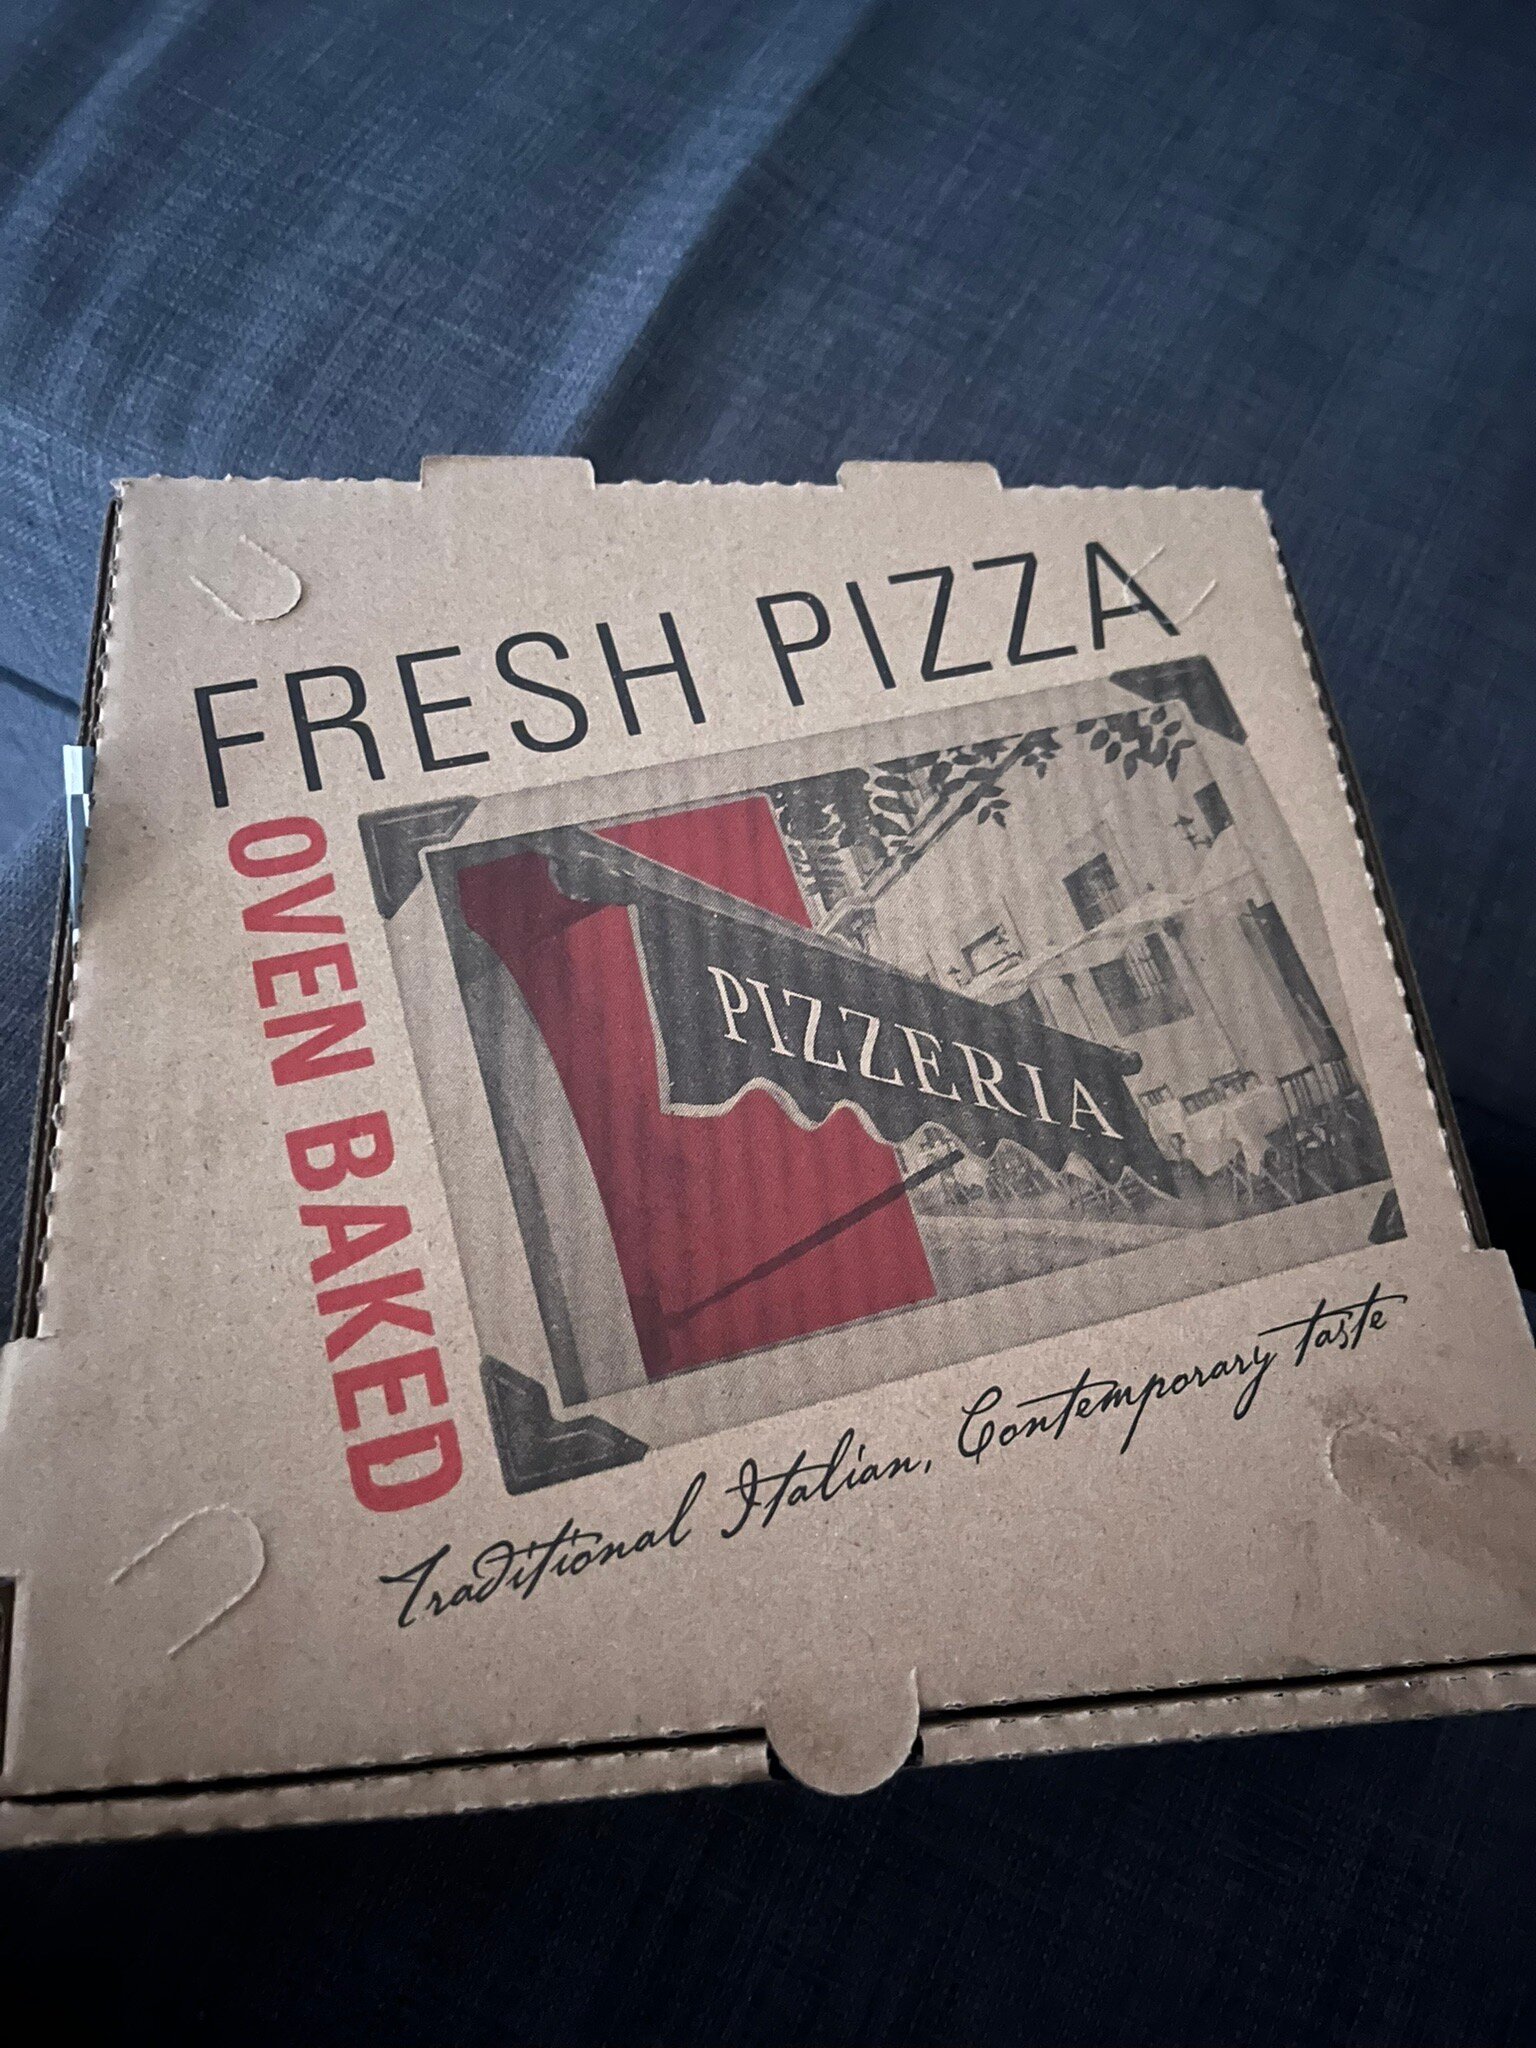 FRESH PIZZA
OVEN BAKED
PIZZERIA
Traditional Italian, Contemporary taste